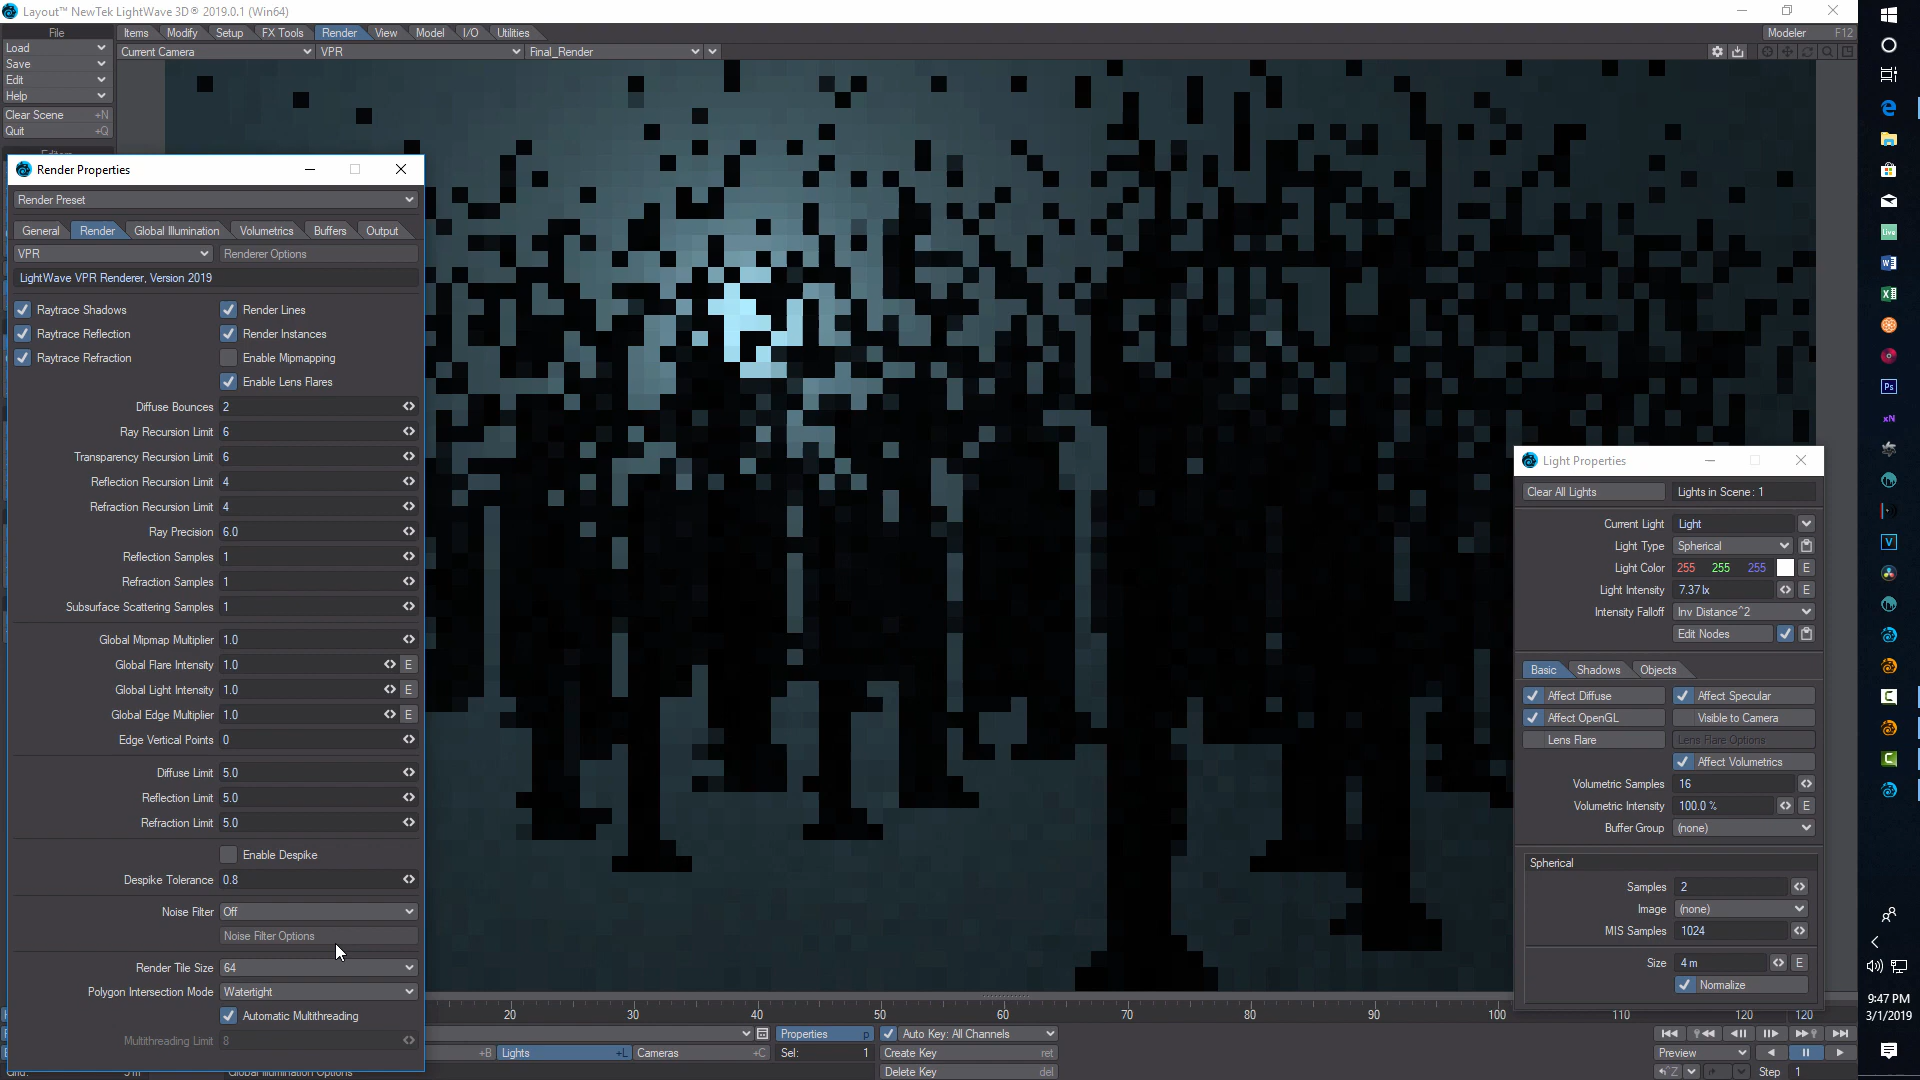 Layout™ NewTek LightWave 3D® 2019.0.1 (Win64)
File
Items Modify Setup FX Tools Render View Model I/O Utilities
Modeler F12
Load
Save
Edit
Help
Clear Scene +N
Quit +Q
Current Camera VPR Final_Render
Render Properties
Render Preset
General Render Global Illumination Volumetrics Buffers Output
VPR Renderer Options
LightWave VPR Renderer, Version 2019
Raytrace Shadows Render Lines
Raytrace Reflection Render Instances
Raytrace Refraction Enable Mipmapping
Enable Lens Flares
Diffuse Bounces 2
Ray Recursion Limit 6
Transparency Recursion Limit 6
Reflection Recursion Limit 4
Refraction Recursion Limit 4
Ray Precision 6.0
Reflection Samples 1
Refraction Samples 1
Subsurface Scattering Samples 1
Global Mipmap Multiplier 1.0
Global Flare Intensity 1.0 E
Global Light Intensity 1.0 E
Global Edge Multiplier 1.0 E
Edge Vertical Points 0
Diffuse Limit 5.0
Reflection Limit 5.0
Refraction Limit 5.0
Enable Despike
Despike Tolerance 0.8
Noise Filter Off
Noise Filter Options
Render Tile Size 64
Polygon Intersection Mode Watertight
Automatic Multithreading
Multithreading Limit 8
Light Properties
Clear All Lights Lights in Scene : 1
Current Light Light
Light Type Spherical
Light Color 255 255 255 E
Light Intensity 7.37 lx E
Intensity Falloff Inv Distance^2
Edit Nodes
Basic Shadows Objects
Affect Diffuse Affect Specular
Affect OpenGL Visible to Camera
Lens Flare Lens Flare Options
Affect Volumetrics
Volumetric Samples 16
Volumetric Intensity 100.0 % E
Buffer Group (none)
Spherical
Samples 2
Image (none)
MIS Samples 1024
Size 4 m E
Normalize
20 30 40 50 60 70 80 90 100 110 120 120
Properties p Auto Key: All Channels
+B Lights +L Cameras +C Sel: 1 Create Key ret
Delete Key del
Preview
Step 1
Live
Ps
xN
V
9:47 PM
3/1/2019